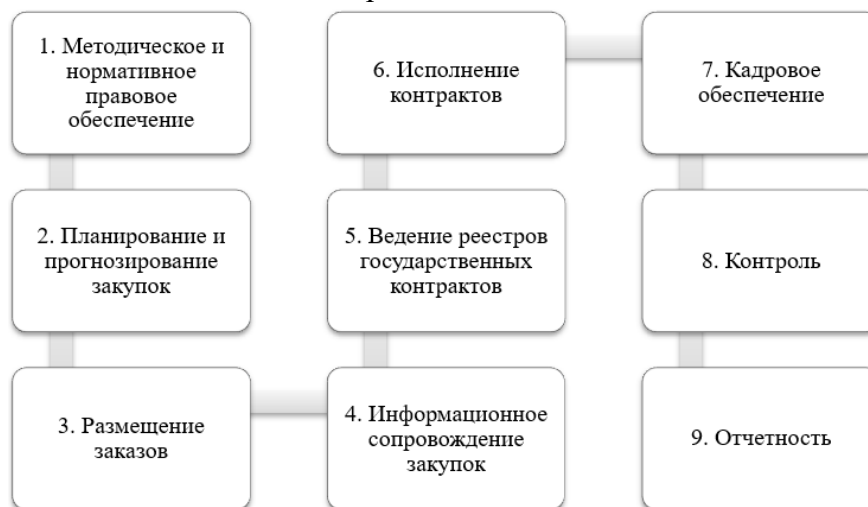 1. Методическое и
нормативное
правовое
обеспечение
2. Планирование и
прогнозирование
закупок
3. Размещение
заказов
4. Информационное
сопровождение
закупок
5. Ведение реестров
государственных
контрактов
6. Исполнение
контрактов
7. Кадровое
обеспечение
8. Контроль
9. Отчетность